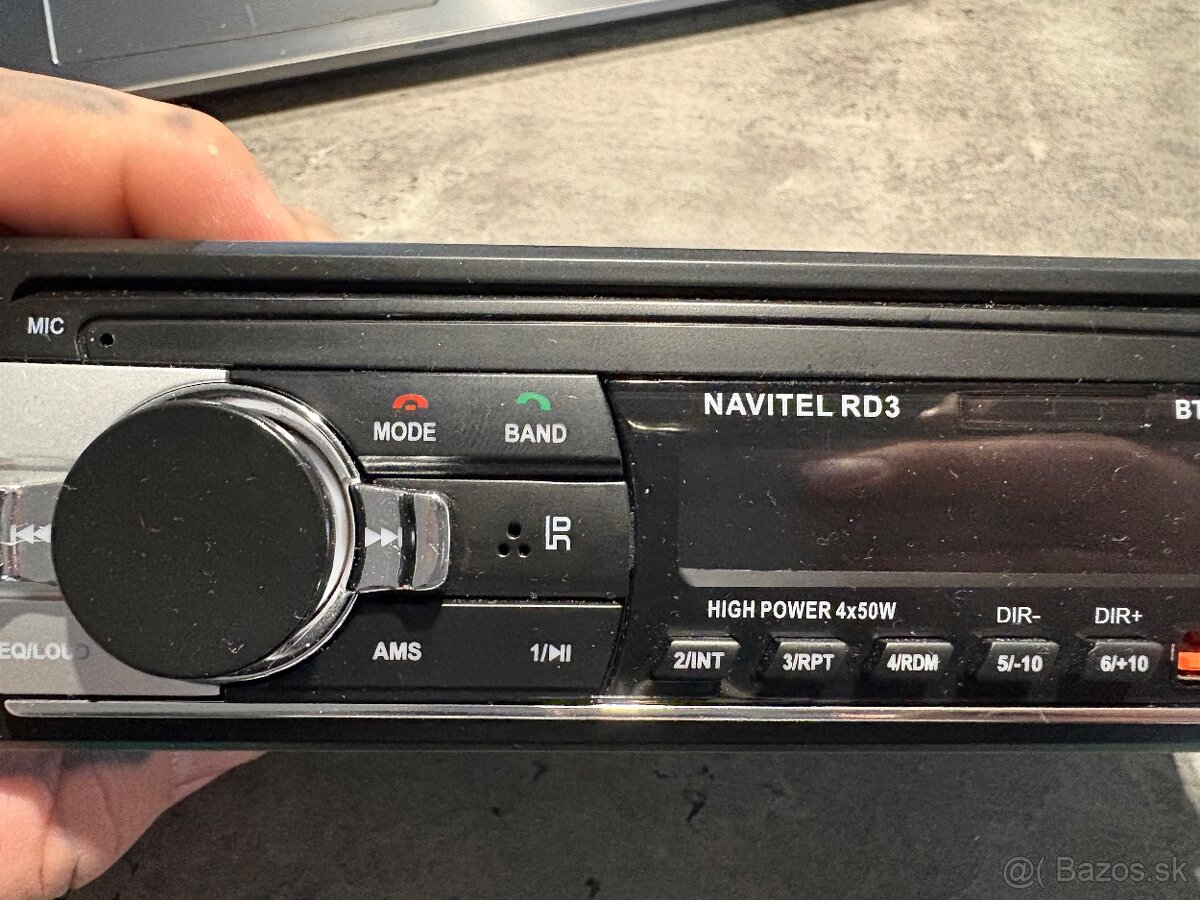 MIC
MODE
BAND
NAVITEL RD3
BT
IR
HIGH POWER 4x50W
DIR-
DIR+
EQ/LOUD
AMS
1/
2/INT
3/RPT
4/RDM
5/-10
6/+10
@( Bazos.sk